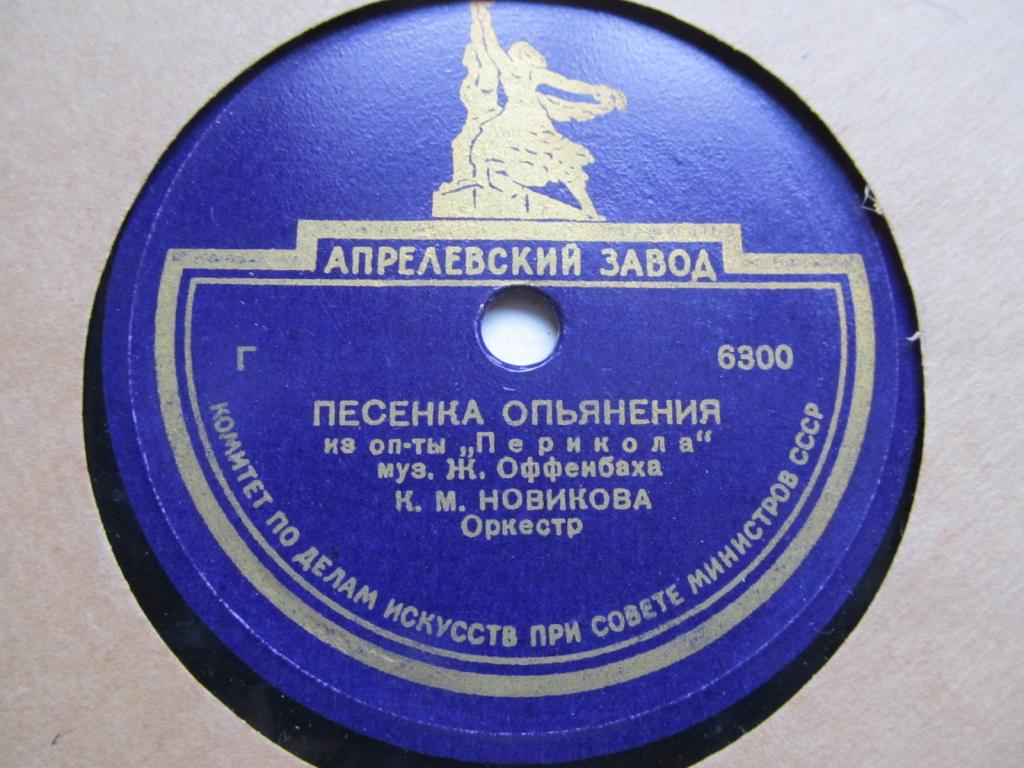 АПРЕЛЕВСКИЙ ЗАВОД
Г 6300
ПЕСЕНКА ОПЬЯНЕНИЯ
из оп-ты „Перикола“
муз. Ж. Оффенбаха
К. М. НОВИКОВА
Оркестр
КОМИТЕТ ПО ДЕЛАМ ИСКУССТВ ПРИ СОВЕТЕ МИНИСТРОВ СССР